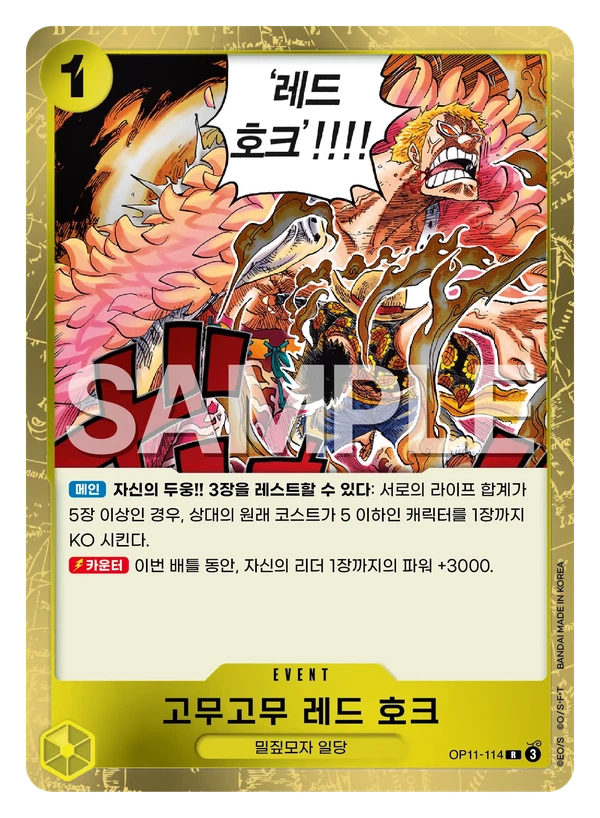 1
'레드
호크'!!!!
SAMPLE
메인 자신의 두웅!! 3장을 레스트할 수 있다: 서로의 라이프 합계가
5장 이상인 경우, 상대의 원래 코스트가 5 이하인 캐릭터를 1장까지
KO 시킨다.
카운터 이번 배틀 동안, 자신의 리더 1장까지의 파워 +3000.
EVENT
고무고무 레드 호크
밀짚모자 일당
OP11-114 R 3
©EO/S ©O/S·F·T BANDAI MADE IN KOREA